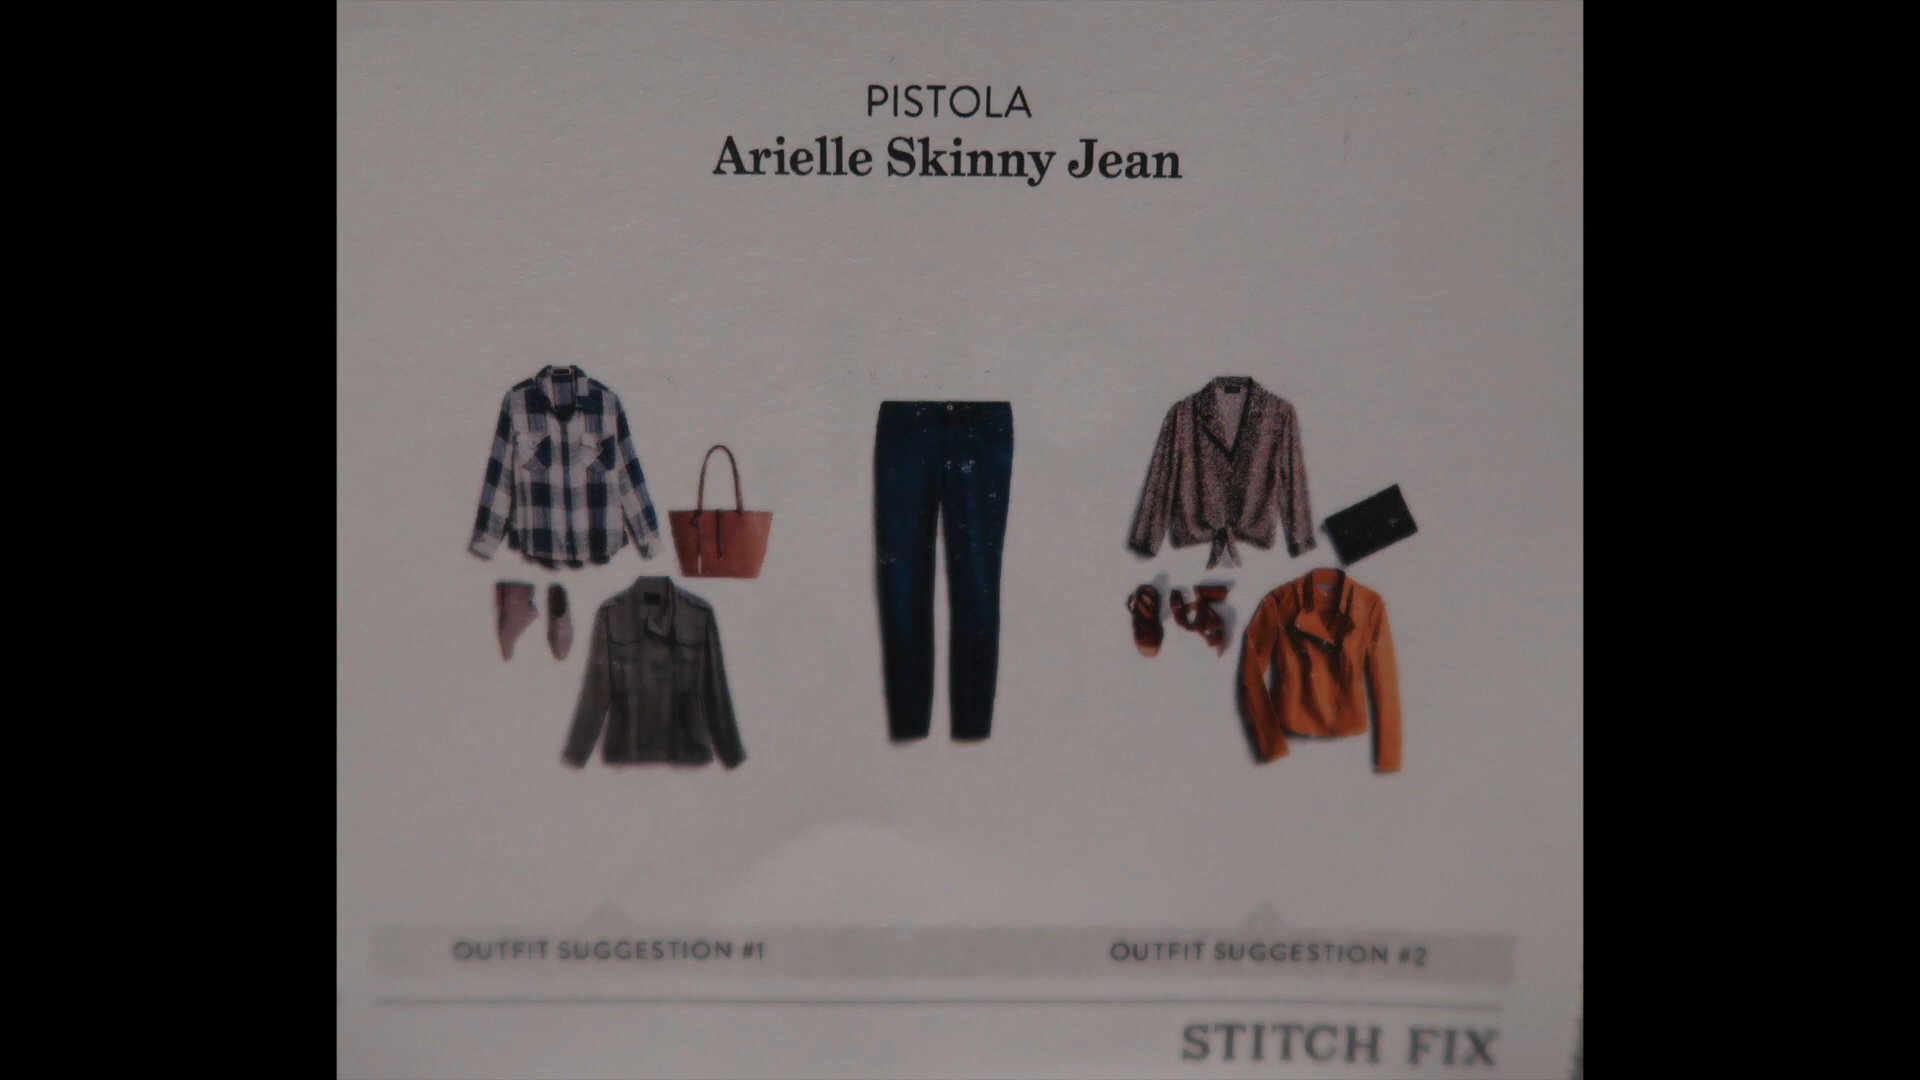 PISTOLA
Arielle Skinny Jean
OUTFIT SUGGESTION #1
OUTFIT SUGGESTION #2
STITCH FIX